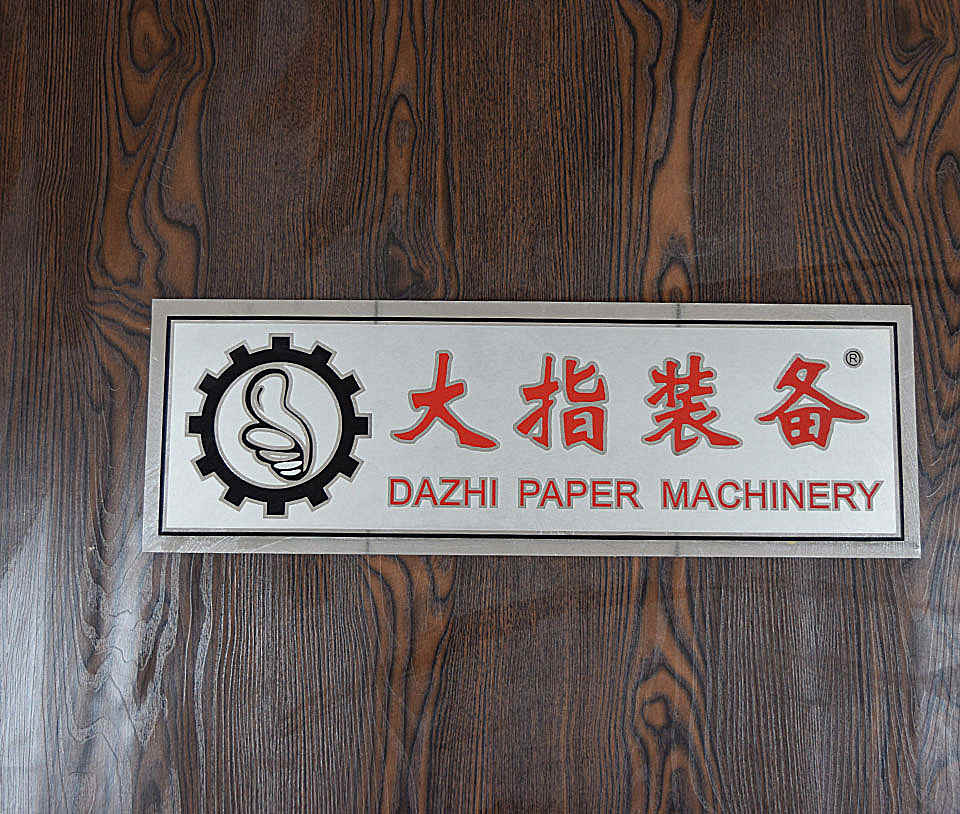 大指装备®
DAZHI PAPER MACHINERY